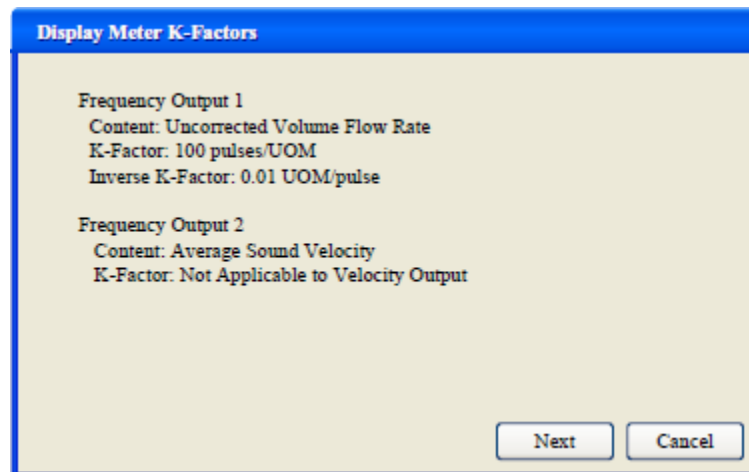 Display Meter K-Factors
Frequency Output 1
Content: Uncorrected Volume Flow Rate
K-Factor: 100 pulses/UOM
Inverse K-Factor: 0.01 UOM/pulse
Frequency Output 2
Content: Average Sound Velocity
K-Factor: Not Applicable to Velocity Output
Next Cancel